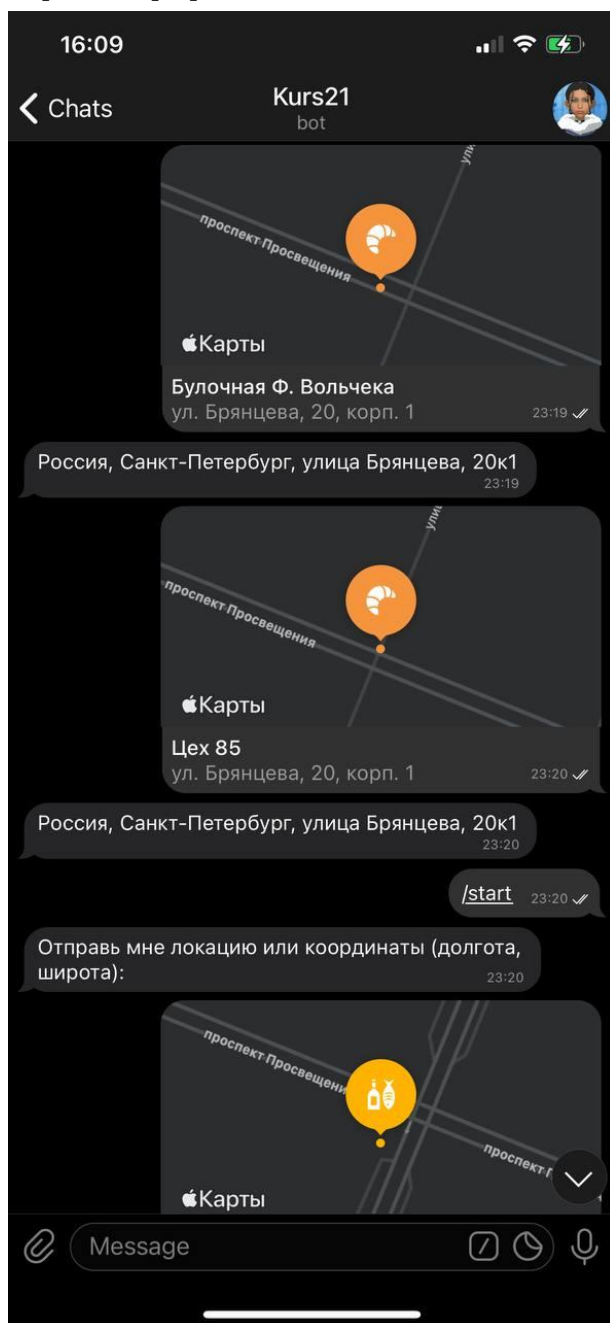 16:09
Chats
Kurs21
bot
проспект Просвещения
Карты
Булочная Ф. Вольчека
ул. Брянцева, 20, корп. 1
23:19
Россия, Санкт-Петербург, улица Брянцева, 20к1
23:19
проспект Просвещения
Карты
Цех 85
ул. Брянцева, 20, корп. 1
23:20
Россия, Санкт-Петербург, улица Брянцева, 20к1
23:20
/start
23:20
Отправь мне локацию или координаты (долгота,
широта):
23:20
проспект Просвещени
проспект
Карты
Message